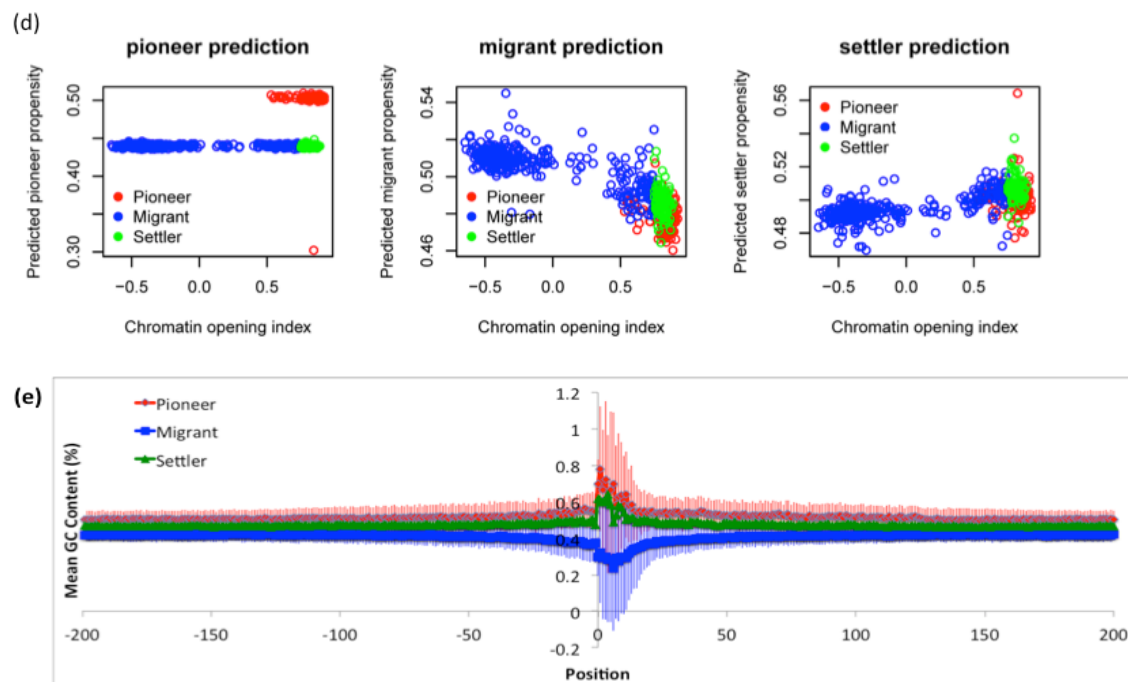 (d)
pioneer prediction
Predicted pioneer propensity
0.50
0.40
0.30
Pioneer
Migrant
Settler
−0.5 0.0 0.5
Chromatin opening index
migrant prediction
Predicted migrant propensity
0.54
0.50
0.46
Pioneer
Migrant
Settler
−0.5 0.0 0.5
Chromatin opening index
settler prediction
Predicted settler propensity
0.56
0.52
0.48
Pioneer
Migrant
Settler
−0.5 0.0 0.5
Chromatin opening index
(e)
Mean GC Content (%)
Pioneer
Migrant
Settler
1.2
1
0.8
0.6
0.4
0.2
0
-0.2
-200 -150 -100 -50 0 50 100 150 200
Position